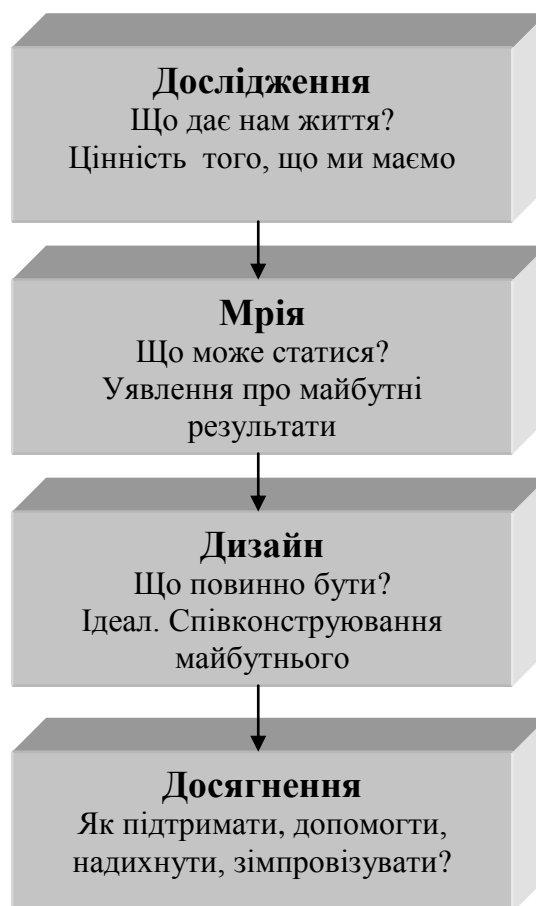 Дослідження
Що дає нам життя?
Цінність того, що ми маємо
Мрія
Що може статися?
Уявлення про майбутні
результати
Дизайн
Що повинно бути?
Ідеал. Співконструювання
майбутнього
Досягнення
Як підтримати, допомогти,
надихнути, зімпровізувати?